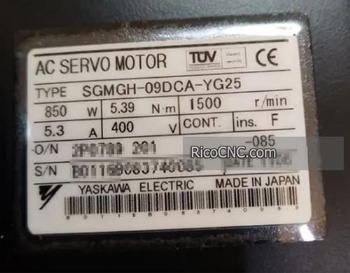 AC SERVO MOTOR TÜV CE
TYPE SGMGH-09DCA-YG25
850 W 5.39 N·m 1500 r/min
5.3 A 400 V CONT. ins. F
O/N -085
RicoCNC.com
S/N
YASKAWA ELECTRIC MADE IN JAPAN